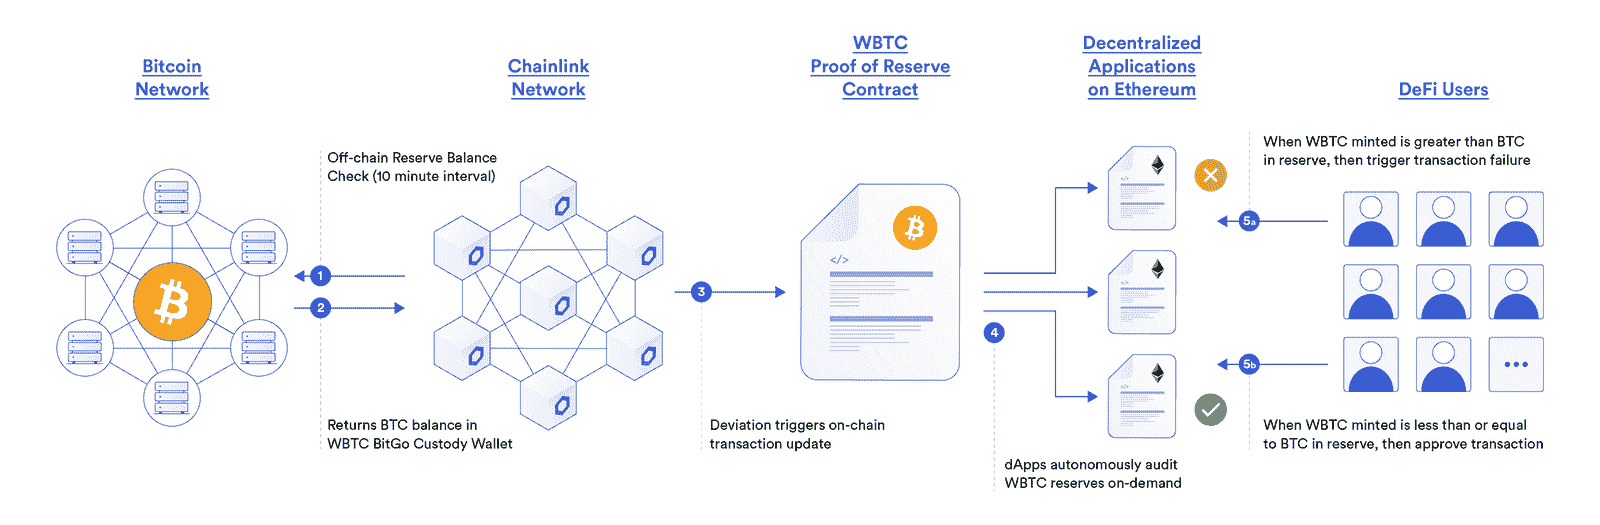 Bitcoin
Network
Chainlink
Network
WBTC
Proof of Reserve
Contract
Decentralized
Applications
on Ethereum
DeFi Users
Off-chain Reserve Balance
Check (10 minute interval)
1
2
Returns BTC balance in
WBTC BitGo Custody Wallet
3
Deviation triggers on-chain
transaction update
</>
4
dApps autonomously audit
WBTC reserves on-demand
</>
</>
</>
When WBTC minted is greater than BTC
in reserve, then trigger transaction failure
5a
5b
When WBTC minted is less than or equal
to BTC in reserve, then approve transaction